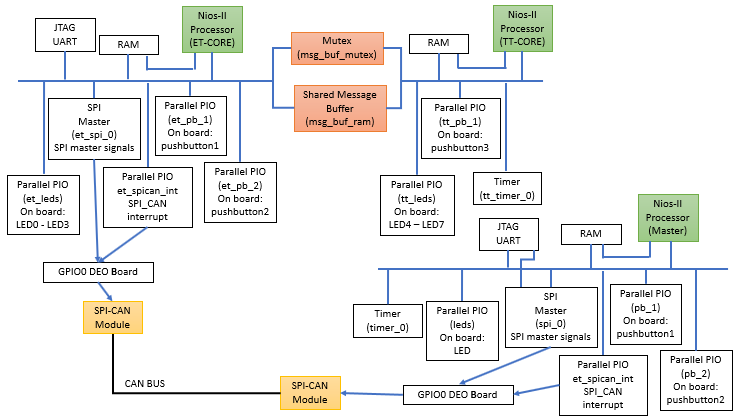 JTAG
UART
RAM
Nios-II
Processor
(ET-CORE)
Mutex
(msg_buf_mutex)
Shared Message
Buffer
(msg_buf_ram)
RAM
Nios-II
Processor
(TT-CORE)
SPI
Master
(et_spi_0)
SPI master signals
Parallel PIO
(et_pb_1)
On board:
pushbutton1
Parallel PIO
(et_leds)
On board:
LED0 - LED3
Parallel PIO
et_spican_int
SPI_CAN
interrupt
Parallel PIO
(et_pb_2)
On board:
pushbutton2
Parallel PIO
(tt_pb_1)
On board:
pushbutton3
Parallel PIO
(tt_leds)
On board:
LED4 – LED7
Timer
(tt_timer_0)
GPIO0 DEO Board
SPI-CAN
Module
CAN BUS
SPI-CAN
Module
JTAG
UART
RAM
Nios-II
Processor
(Master)
Timer
(timer_0)
Parallel PIO
(leds)
On board:
LED
SPI
Master
(spi_0)
SPI master signals
Parallel PIO
(pb_1)
On board:
pushbutton1
Parallel PIO
et_spican_int
SPI_CAN
interrupt
Parallel PIO
(pb_2)
On board:
pushbutton2
GPIO0 DEO Board